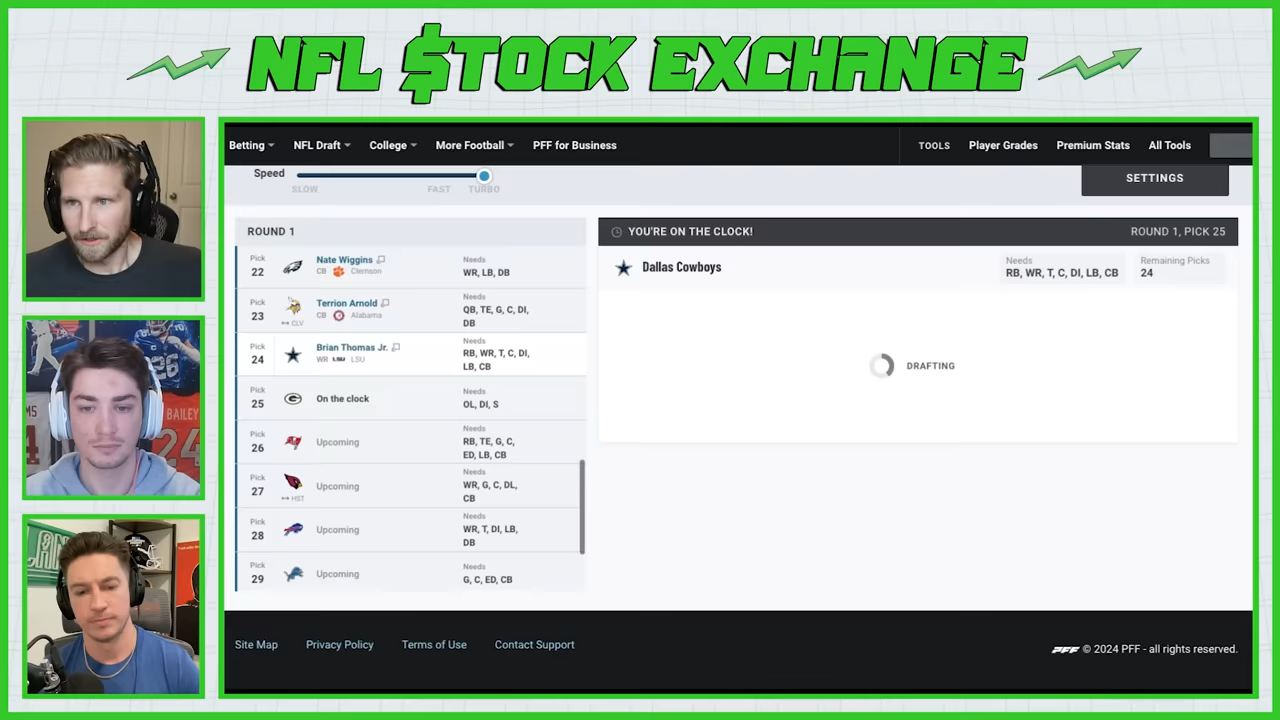 NFL $TOCK EXCHANGE
Betting NFL Draft College More Football PFF for Business TOOLS Player Grades Premium Stats All Tools
Speed
SLOW FAST TURBO
SETTINGS
ROUND 1
YOU'RE ON THE CLOCK! ROUND 1, PICK 25
Dallas Cowboys
Needs
RB, WR, T, C, DI, LB, CB
Remaining Picks
24
DRAFTING
Pick
22
Nate Wiggins
CB Clemson
Needs
WR, LB, DB
Pick
23
CLV
Terrion Arnold
CB Alabama
Needs
QB, TE, G, C, DI,
DB
Pick
24
Brian Thomas Jr.
WR LSU LSU
Needs
RB, WR, T, C, DI,
LB, CB
Pick
25
On the clock
Needs
OL, DI, S
Pick
26
Upcoming
Needs
RB, TE, G, C,
ED, LB, CB
Pick
27
HST
Upcoming
Needs
WR, G, C, DL,
CB
Pick
28
Upcoming
Needs
WR, T, DI, LB,
DB
Pick
29
Upcoming
Needs
G, C, ED, CB
Site Map Privacy Policy Terms of Use Contact Support
PFF © 2024 PFF - all rights reserved.
BAILEY
24
26